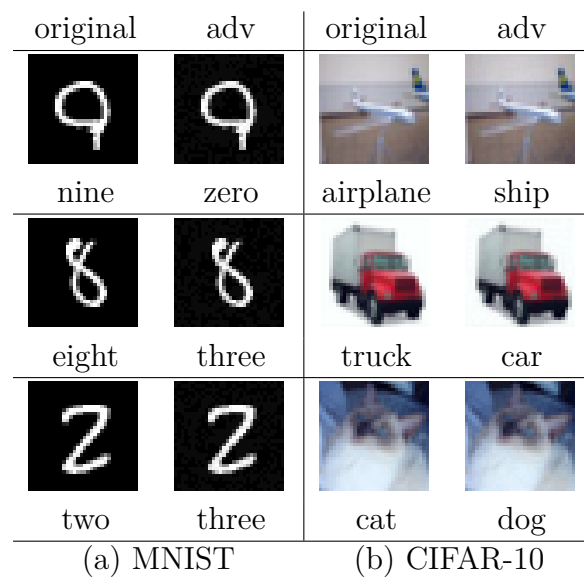 original adv original adv
nine zero airplane ship
eight three truck car
two three cat dog
(a) MNIST (b) CIFAR-10